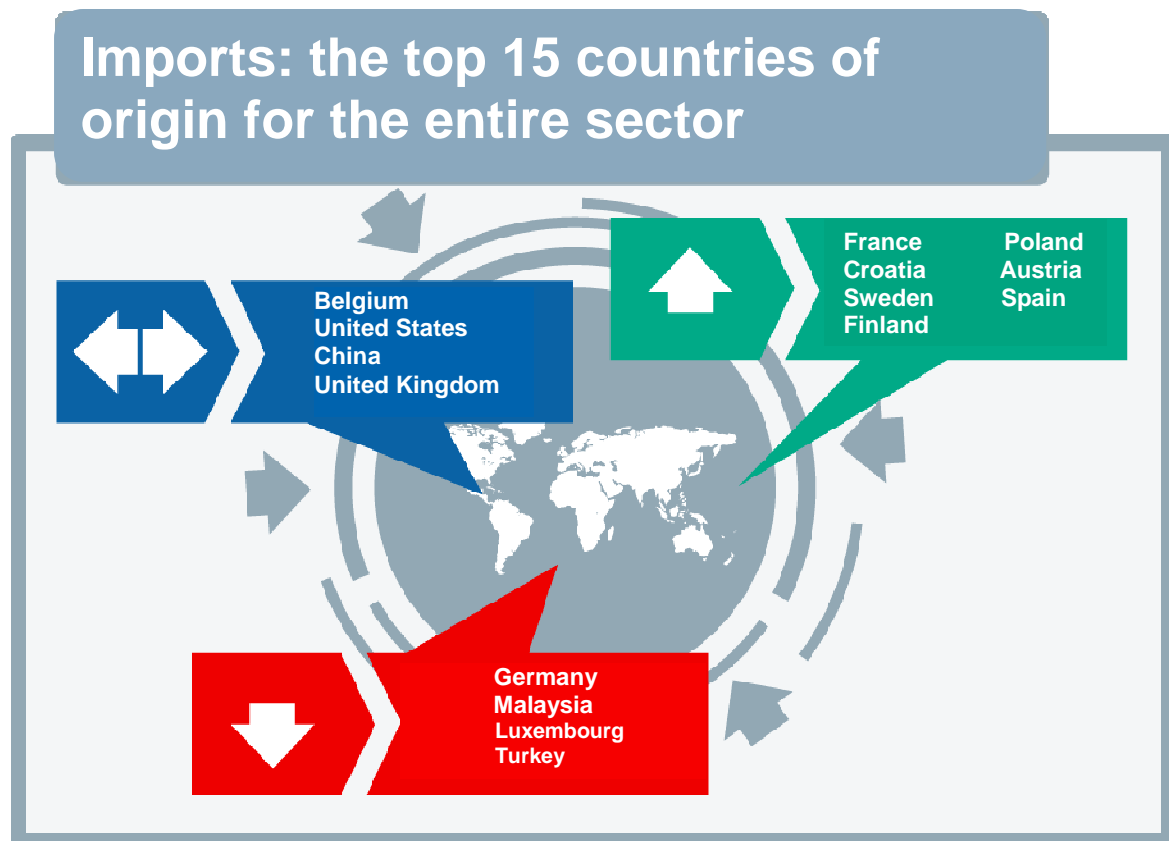 Imports: the top 15 countries of
origin for the entire sector
France Poland
Croatia Austria
Sweden Spain
Finland
Belgium
United States
China
United Kingdom
Germany
Malaysia
Luxembourg
Turkey